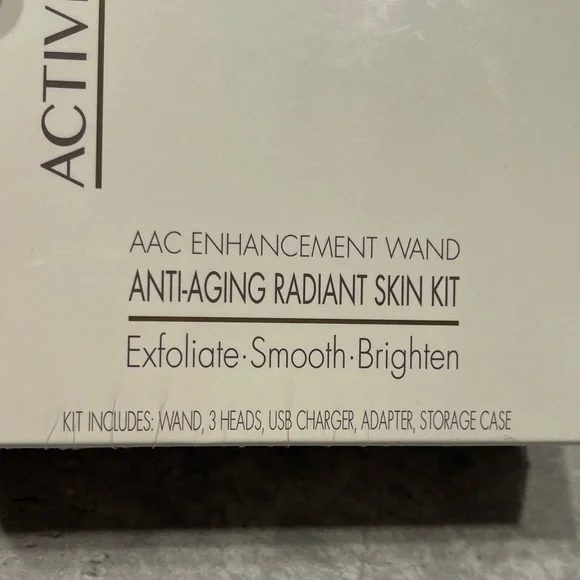 ACTIV
AAC ENHANCEMENT WAND
ANTI-AGING RADIANT SKIN KIT
Exfoliate·Smooth·Brighten
KIT INCLUDES: WAND, 3 HEADS, USB CHARGER, ADAPTER, STORAGE CASE